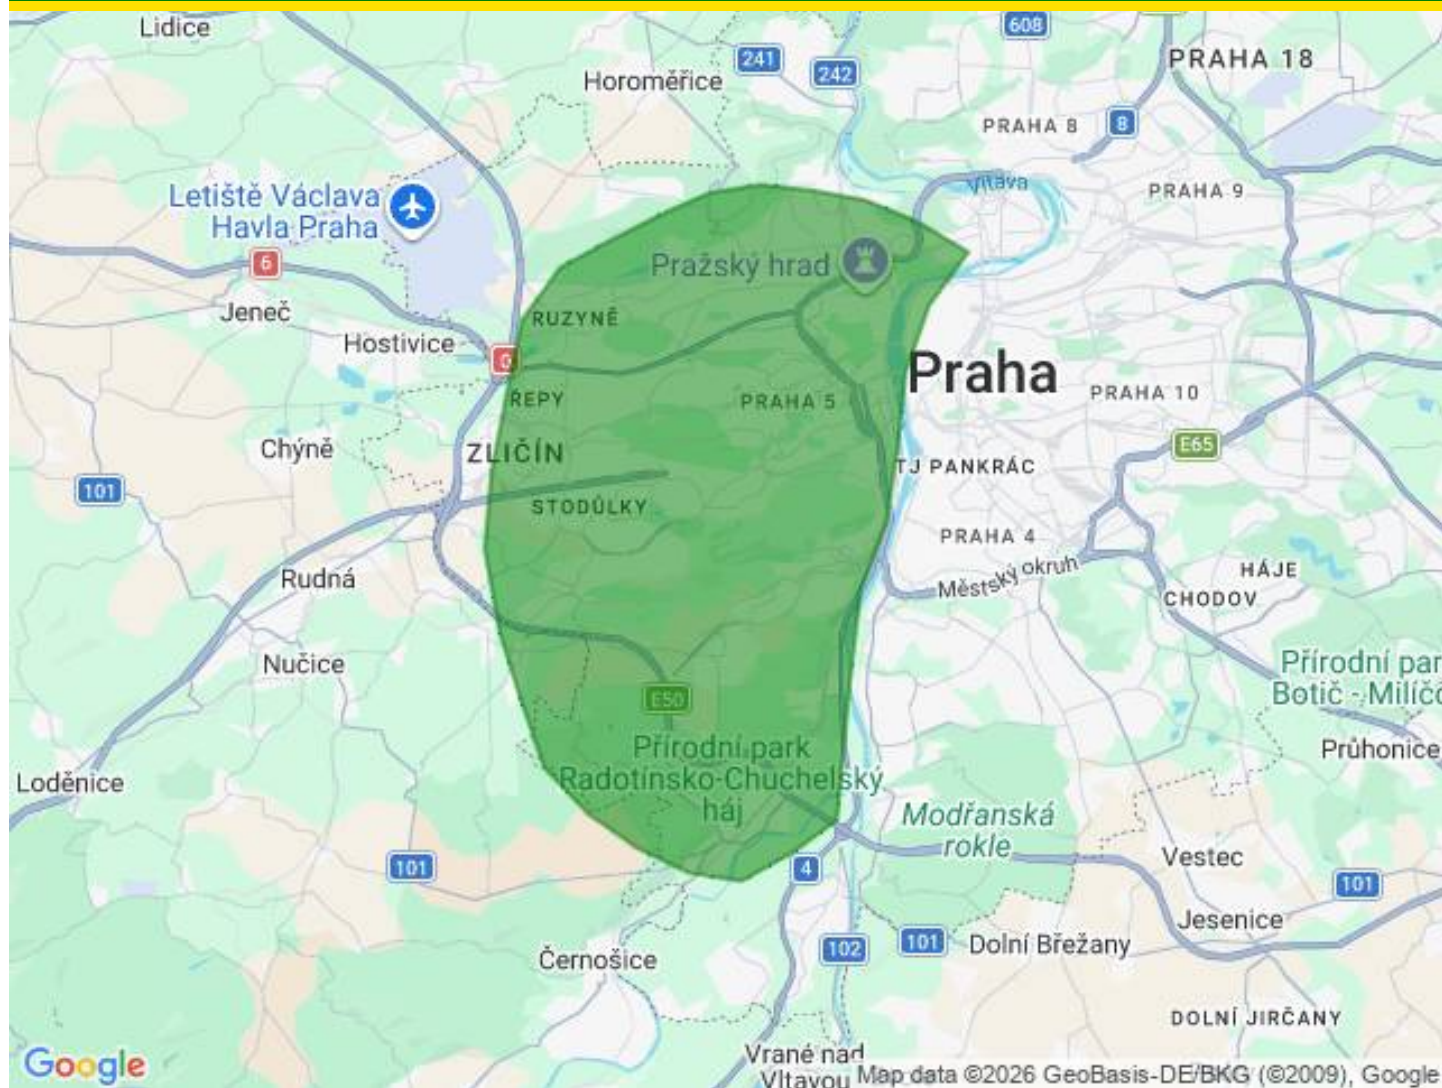 Lidice
Horoměřice
241
242
608
PRAHA 18
PRAHA 8
8
Letiště Václava
Havla Praha
Vltava
PRAHA 9
6
Pražský hrad
Jeneč
RUZYNĚ
Hostivice
0
Praha
ŘEPY
PRAHA 5
PRAHA 10
Chýně
ZLIČÍN
E65
TJ PANKRÁC
101
STODŮLKY
PRAHA 4
Rudná
Městský okruh
HÁJE
CHODOV
Nučice
Přírodní par
Botič - Milíčo
E50
Přírodní park
Radotínsko-Chuchelský
háj
Průhonice
Loděnice
Modřanská
rokle
Vestec
101
4
101
Jesenice
102
101
Dolní Břežany
Černošice
DOLNÍ JIRČANY
Vrané nad
Vltavou
Google
Map data ©2026 GeoBasis-DE/BKG (©2009), Google